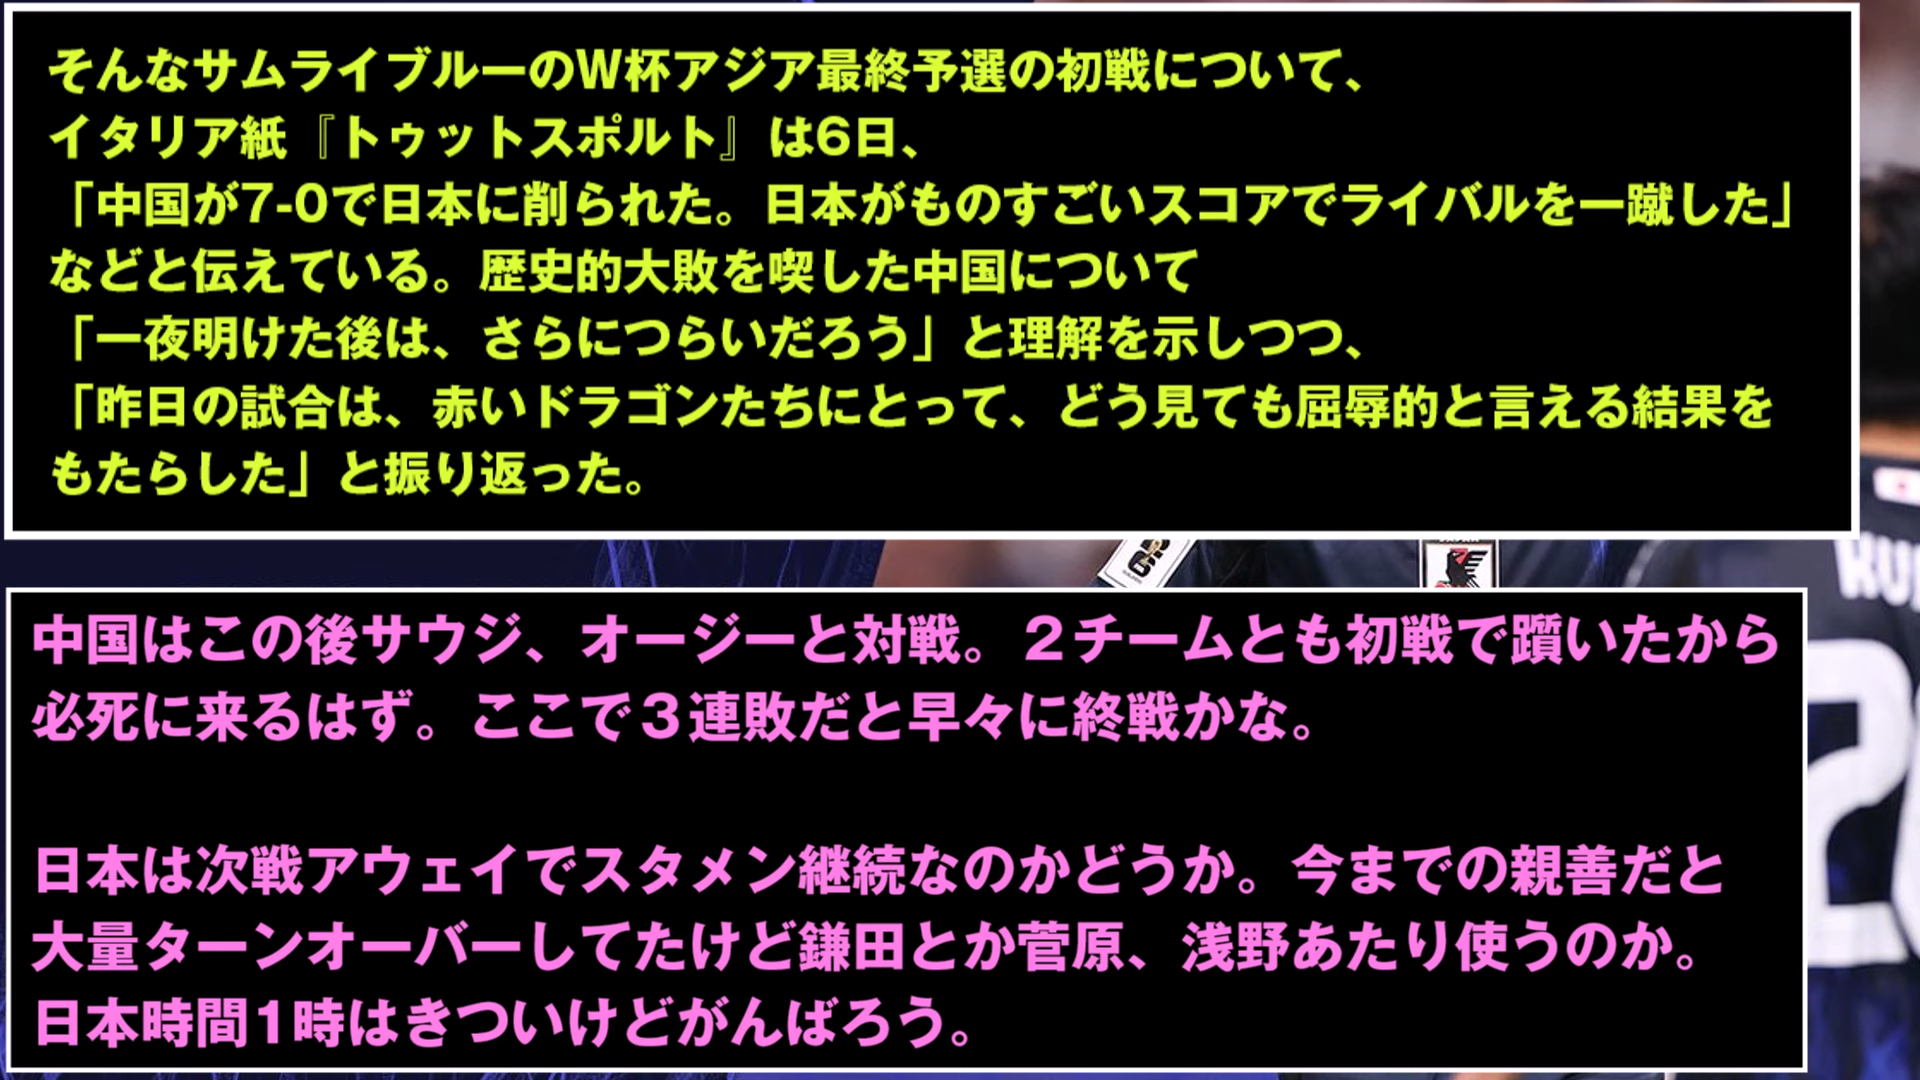 そんなサムライブルーのW杯アジア最終予選の初戦について、
イタリア紙『トゥットスポルト』は6日、
「中国が7-0で日本に削られた。日本がものすごいスコアでライバルを一蹴した」
などと伝えている。歴史的大敗を喫した中国について
「一夜明けた後は、さらにつらいだろう」と理解を示しつつ、
「昨日の試合は、赤いドラゴンたちにとって、どう見ても屈辱的と言える結果を
もたらした」と振り返った。
26
中国はこの後サウジ、オージーと対戦。２チームとも初戦で躓いたから
必死に来るはず。ここで３連敗だと早々に終戦かな。
日本は次戦アウェイでスタメン継続なのかどうか。今までの親善だと
大量ターンオーバーしてたけど鎌田とか菅原、浅野あたり使うのか。
日本時間1時はきついけどがんばろう。
KU
20